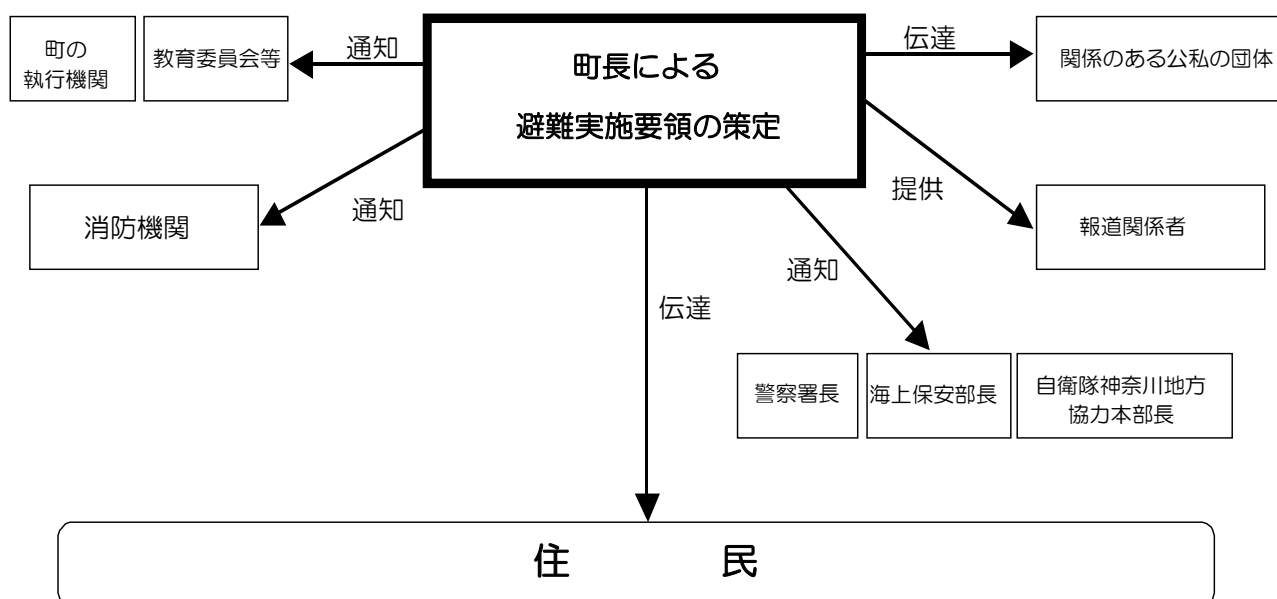 町の
執行機関
教育委員会等
通知
町長による
避難実施要領の策定
伝達
関係のある公私の団体
消防機関
通知
提供
報道関係者
通知
伝達
警察署長
海上保安部長
自衛隊神奈川地方
協力本部長
住 民